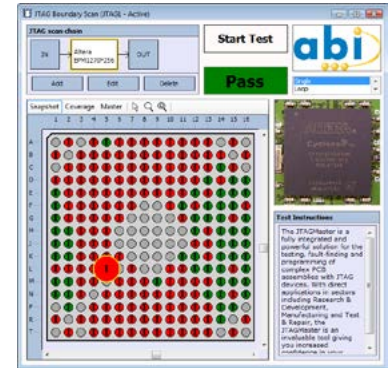 JTAG Boundary Scan (JTAG) - Active)
JTAG scan chain
IN
Altera
EPM1270F256
OUT
Add
Edit
Delete
Start Test
Pass
abi
Single
Loop
Snapshot
Coverage
Master
1 2 3 4 5 6 7 8 9 10 11 12 13 14 15 16
A
B
C
D
E
F
G
H
J
K
L
M
N
P
R
T
1
Cyclone
Test Instructions
The JTAGMaster is a
fully integrated and
powerful solution for the
testing, fault-finding and
programming of
complex PCB
assemblies with JTAG
devices. With direct
applications in sectors
including Research &
Development,
Manufacturing and Test
& Repair, the
JTAGMaster is an
invaluable tool giving
you increased